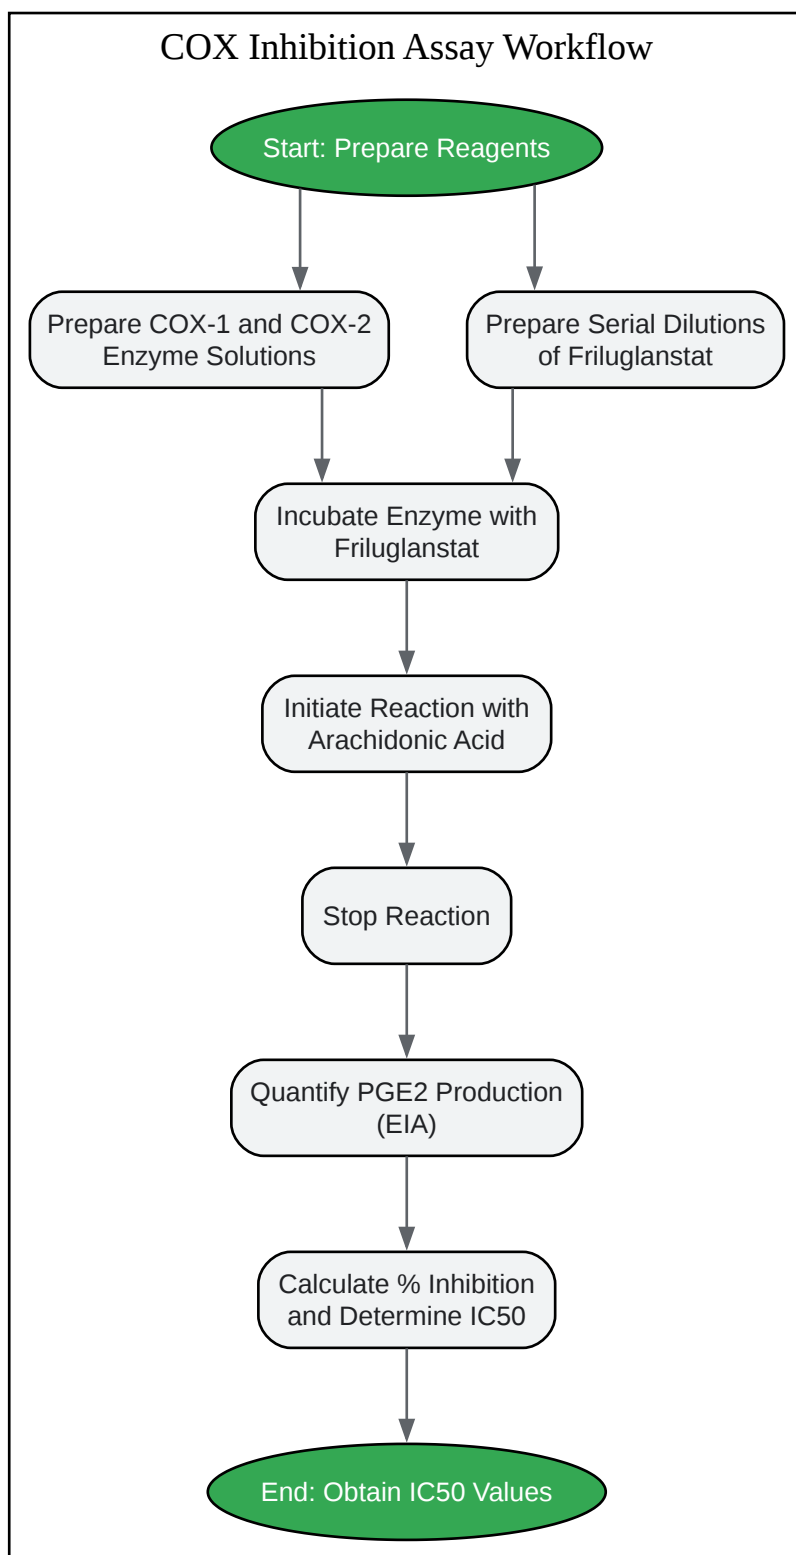 COX Inhibition Assay Workflow
Start: Prepare Reagents
Prepare COX-1 and COX-2
Enzyme Solutions
Prepare Serial Dilutions
of Friluglanstat
Incubate Enzyme with
Friluglanstat
Initiate Reaction with
Arachidonic Acid
Stop Reaction
Quantify PGE2 Production
(EIA)
Calculate % Inhibition
and Determine IC50
End: Obtain IC50 Values